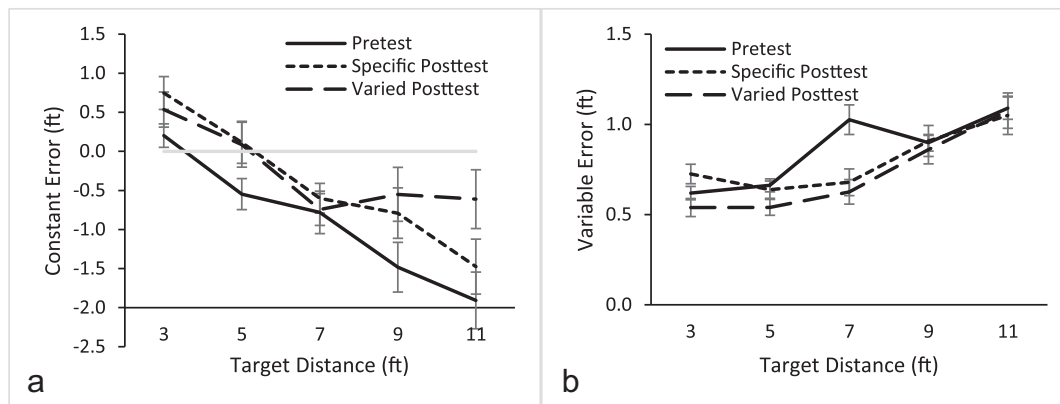 1.5
1.0
0.5
0.0
-0.5
-1.0
-1.5
-2.0
-2.5
Constant Error (ft)
Pretest
Specific Posttest
Varied Posttest
3 5 7 9 11
Target Distance (ft)
a
1.5
1.0
0.5
0.0
Variable Error (ft)
Pretest
Specific Posttest
Varied Posttest
3 5 7 9 11
Target Distance (ft)
b